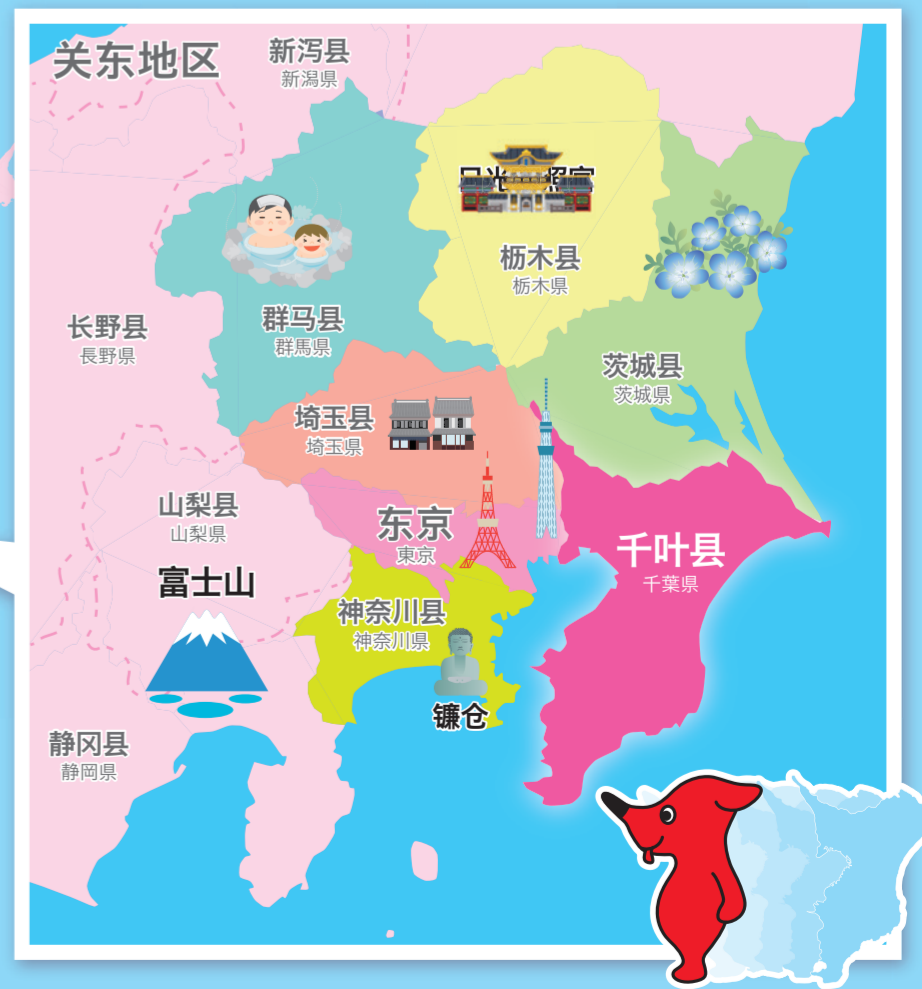 关东地区
新泻县
新潟県
栃木县
栃木県
群马县
群馬県
长野县
長野県
茨城县
茨城県
埼玉县
埼玉県
山梨县
山梨県
东京
東京
千叶县
千葉県
富士山
神奈川县
神奈川県
镰仓
静冈县
静岡県